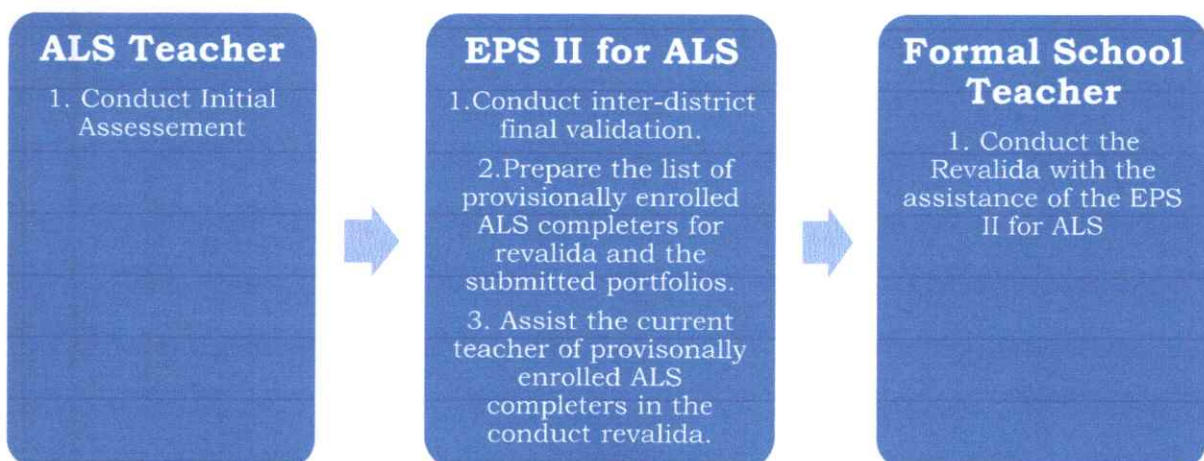 ALS Teacher
1. Conduct Initial
Assessement
EPS II for ALS
1.Conduct inter-district
final validation.
2.Prepare the list of
provisionally enrolled
ALS completers for
revalida and the
submitted portfolios.
3. Assist the current
teacher of provisonally
enrolled ALS
completers in the
conduct revalida.
Formal School
Teacher
1. Conduct the
Revalida with the
assistance of the EPS
II for ALS